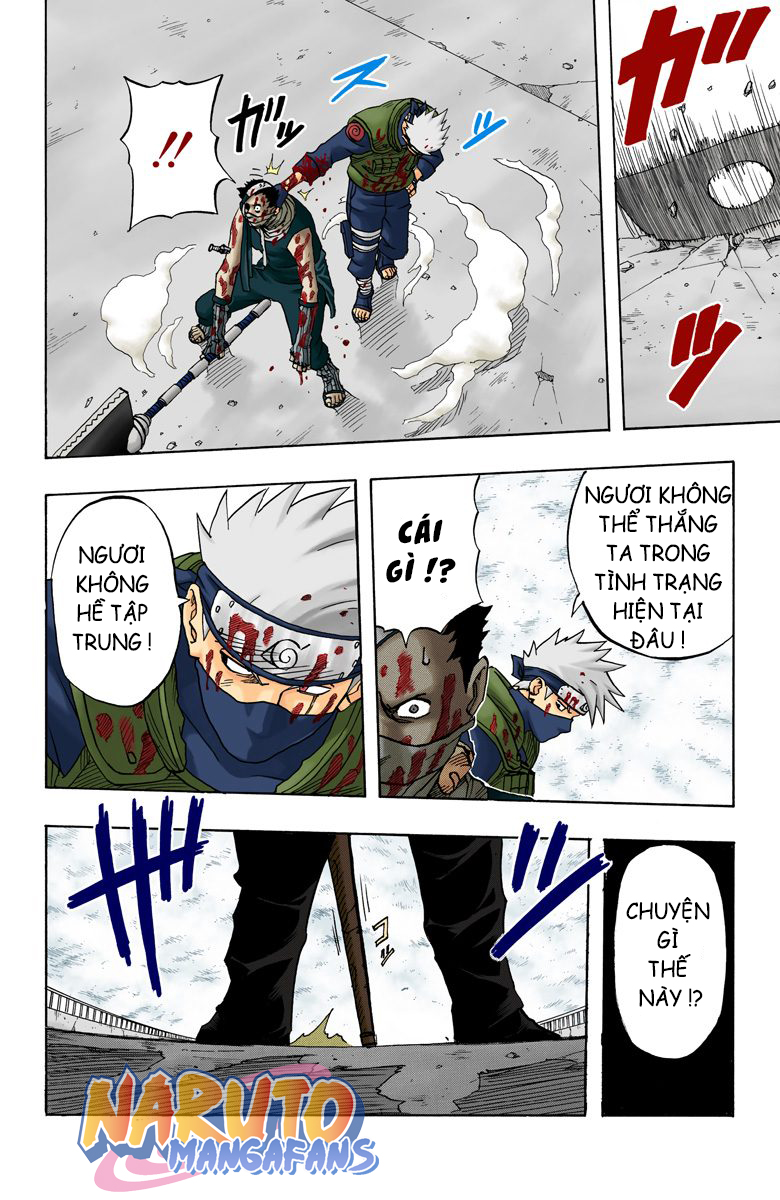 ガ
ッ
ス
ッ
ガ
ッ
!!
NGƯƠI KHÔNG
THỂ THẮNG
TA TRONG
TÌNH TRẠNG
HIỆN TẠI
ĐÂU !
CÁI
GÌ !?
NGƯƠI
KHÔNG
HỀ TẬP
TRUNG !
CHUYỆN
GÌ
THẾ
NÀY !?
コ
NARUTO
MANGAFANS